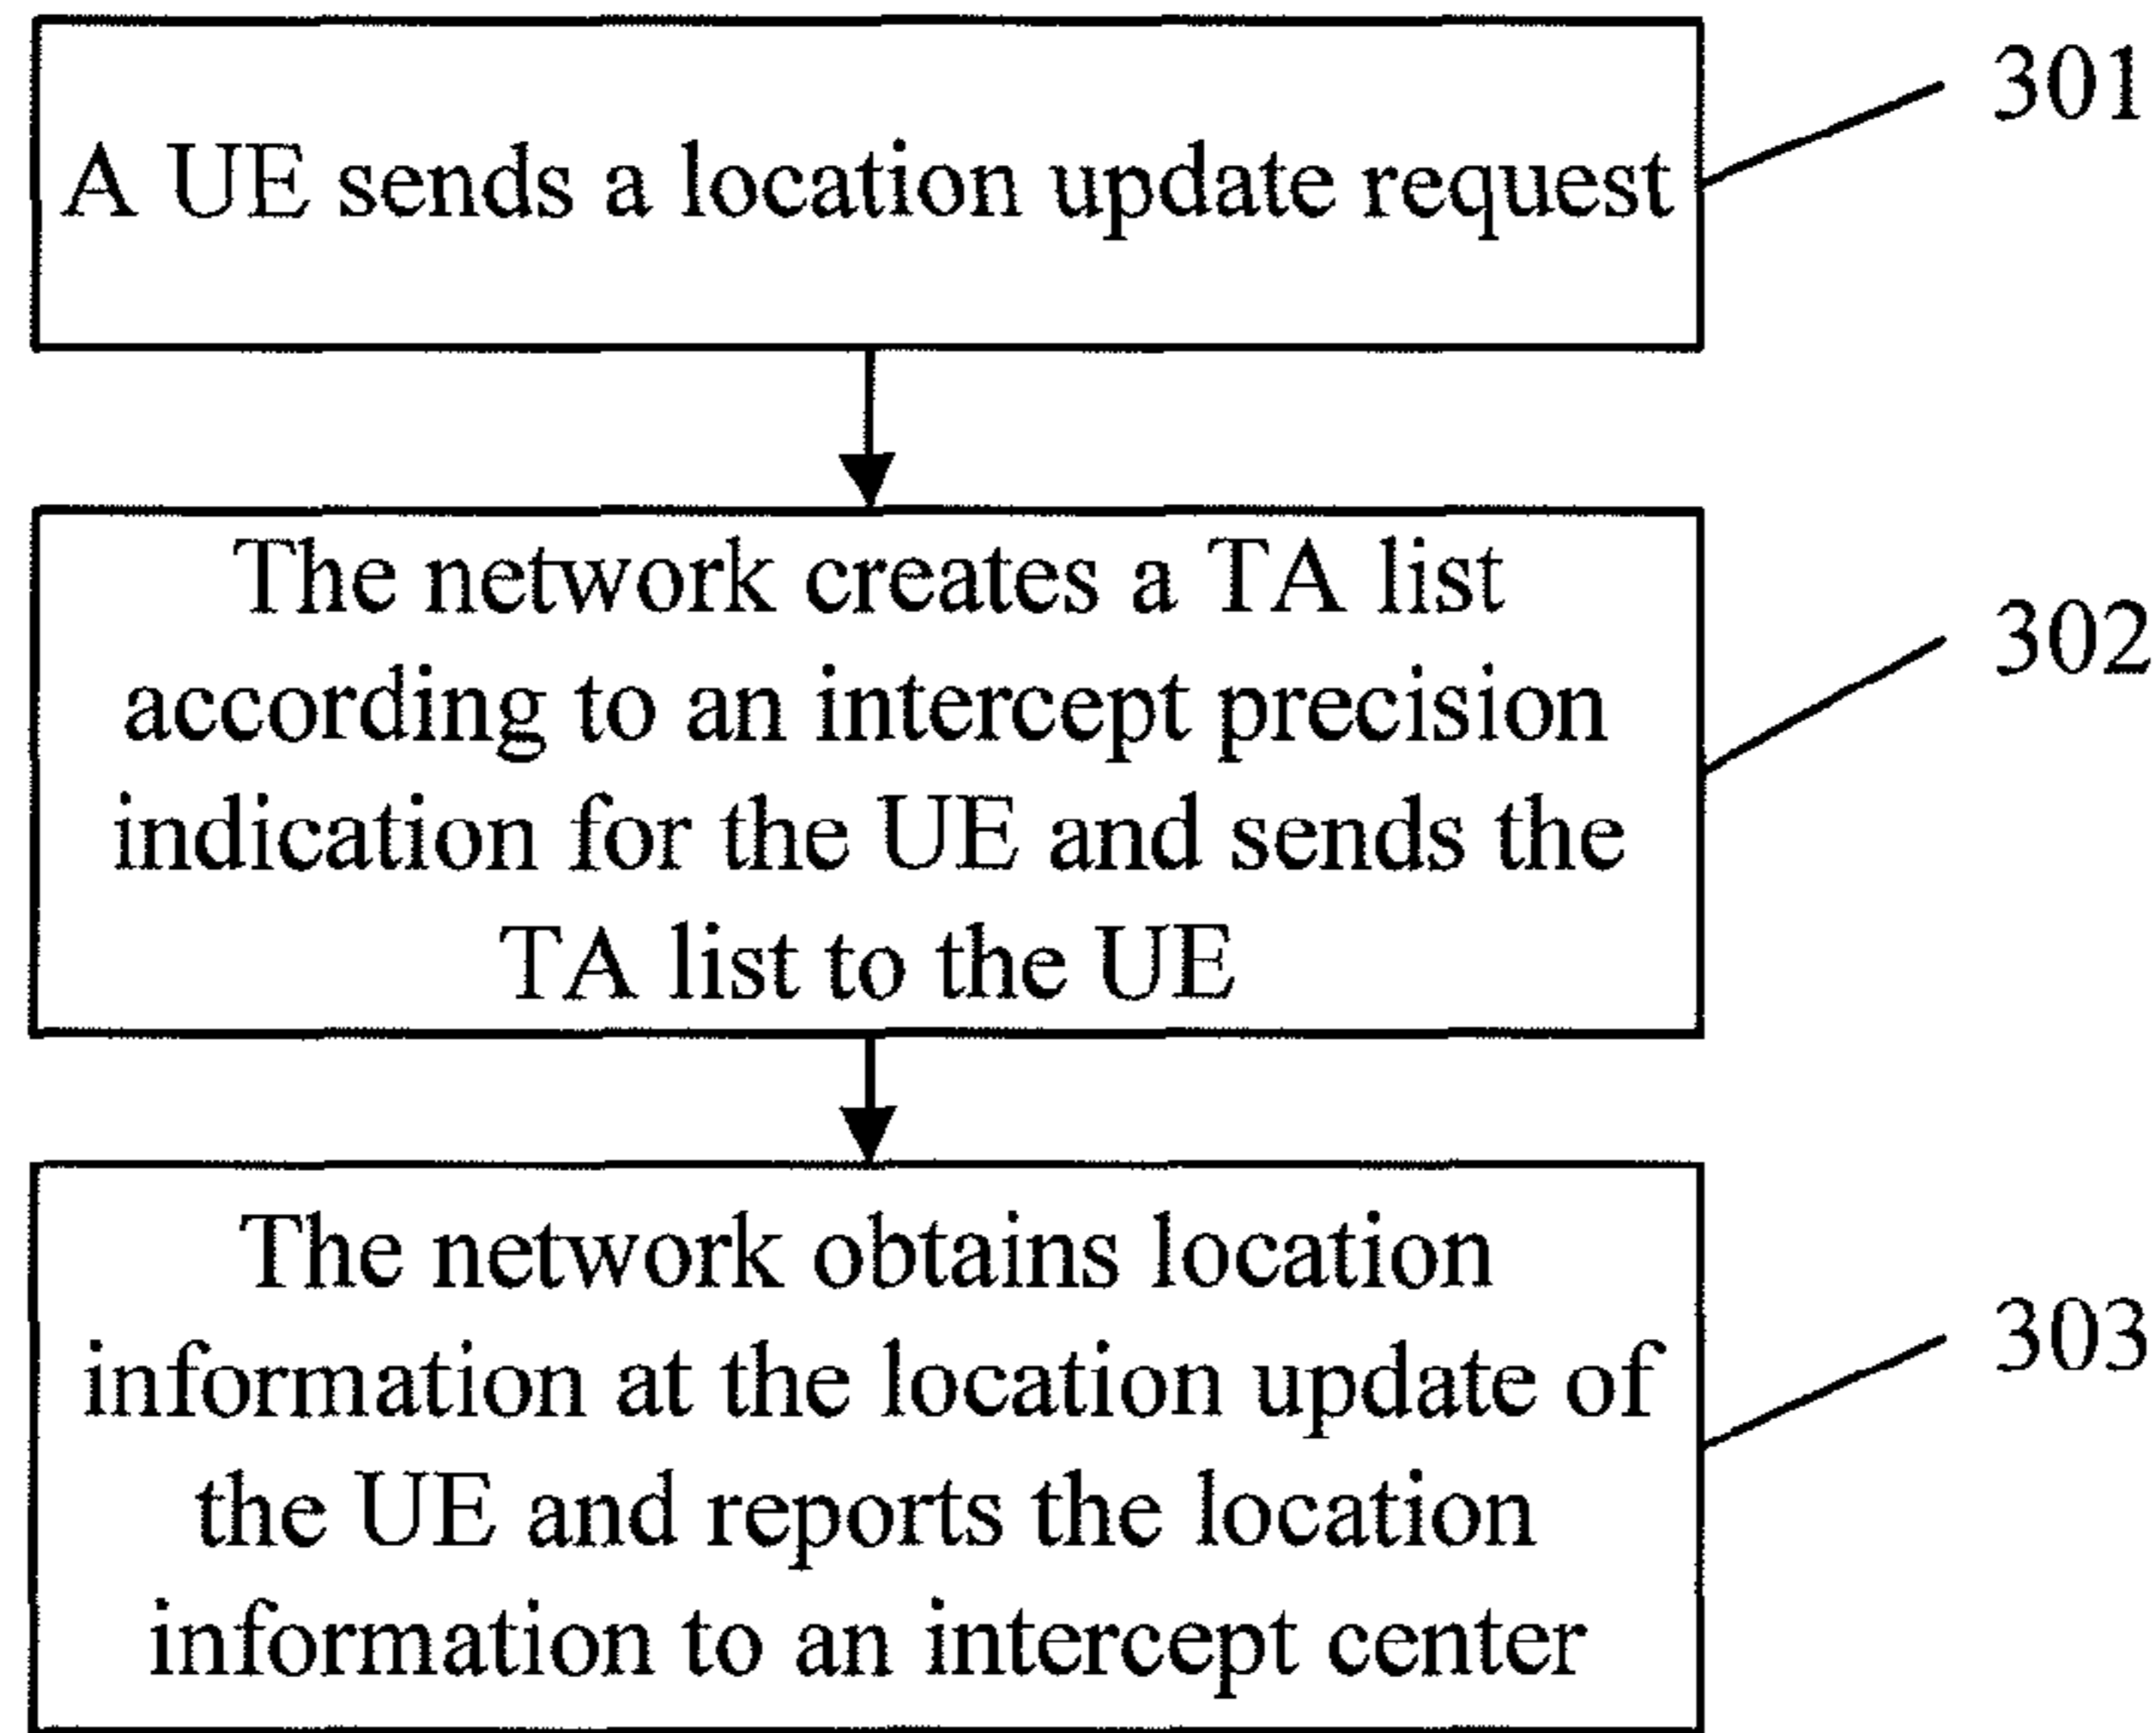 A UE sends a location update request
301
The network creates a TA list
according to an intercept precision
indication for the UE and sends the
TA list to the UE
302
The network obtains location
information at the location update of
the UE and reports the location
information to an intercept center
303